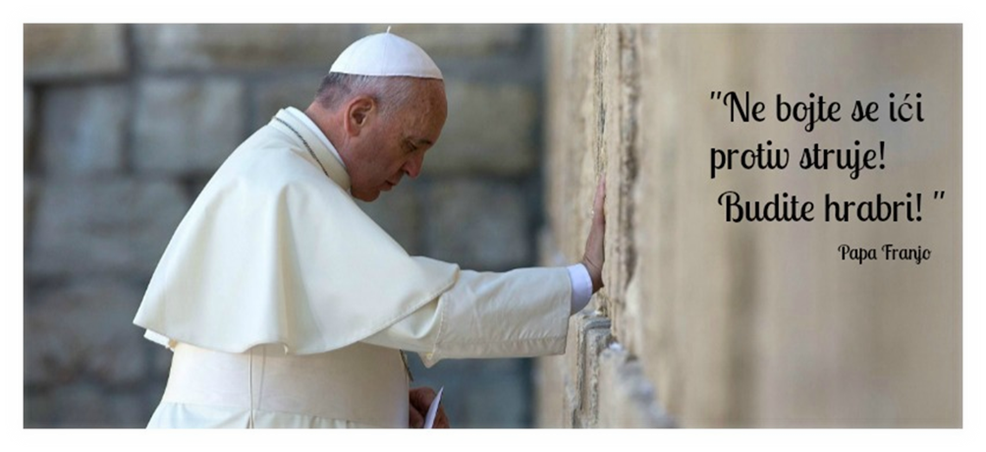 "Ne bojte se ići
protiv struje!
Budite hrabri! "
Papa Franjo